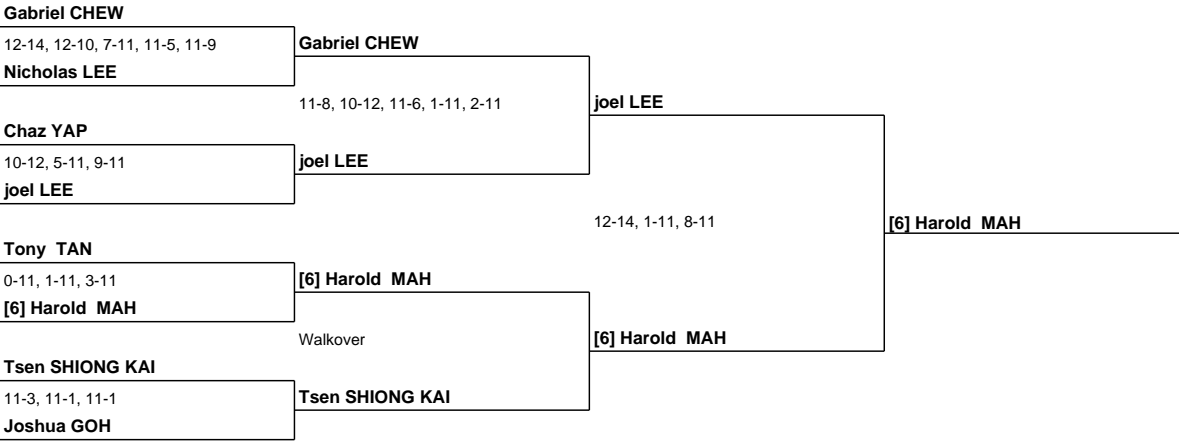 Gabriel CHEW
12-14, 12-10, 7-11, 11-5, 11-9
Nicholas LEE
Gabriel CHEW
11-8, 10-12, 11-6, 1-11, 2-11
joel LEE
Chaz YAP
10-12, 5-11, 9-11
joel LEE
joel LEE
12-14, 1-11, 8-11
[6] Harold MAH
Tony TAN
0-11, 1-11, 3-11
[6] Harold MAH
[6] Harold MAH
Walkover
[6] Harold MAH
Tsen SHIONG KAI
11-3, 11-1, 11-1
Joshua GOH
Tsen SHIONG KAI